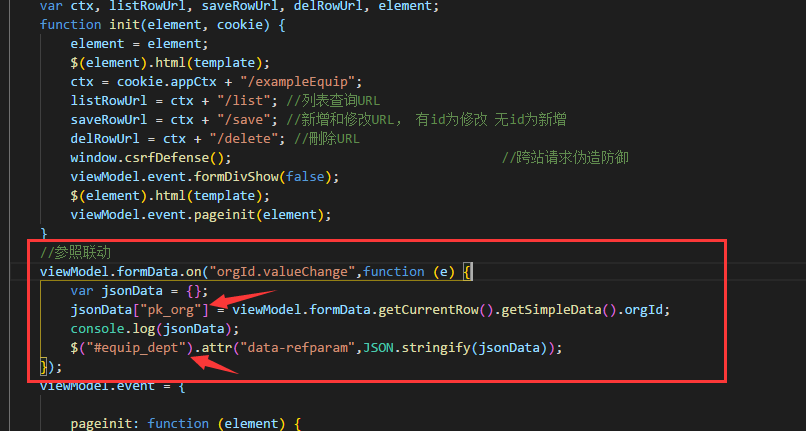 var ctx, listRowUrl, saveRowUrl, delRowUrl, element;
function init(element, cookie) {
element = element;
$(element).html(template);
ctx = cookie.appCtx + "/exampleEquip";
listRowUrl = ctx + "/list"; //列表查询URL
saveRowUrl = ctx + "/save"; //新增和修改URL, 有id为修改 无id为新增
delRowUrl = ctx + "/delete"; //删除URL
window.csrfDefense(); //跨站请求伪造防御
viewModel.event.formDivShow(false);
$(element).html(template);
viewModel.event.pageinit(element);
}
//参照联动
viewModel.formData.on("orgId.valueChange",function (e) {
var jsonData = {};
jsonData["pk_org"] = viewModel.formData.getCurrentRow().getSimpleData().orgId;
console.log(jsonData);
$("#equip_dept").attr("data-refparam",JSON.stringify(jsonData));
});
viewModel.event = {
pageinit: function (element) {